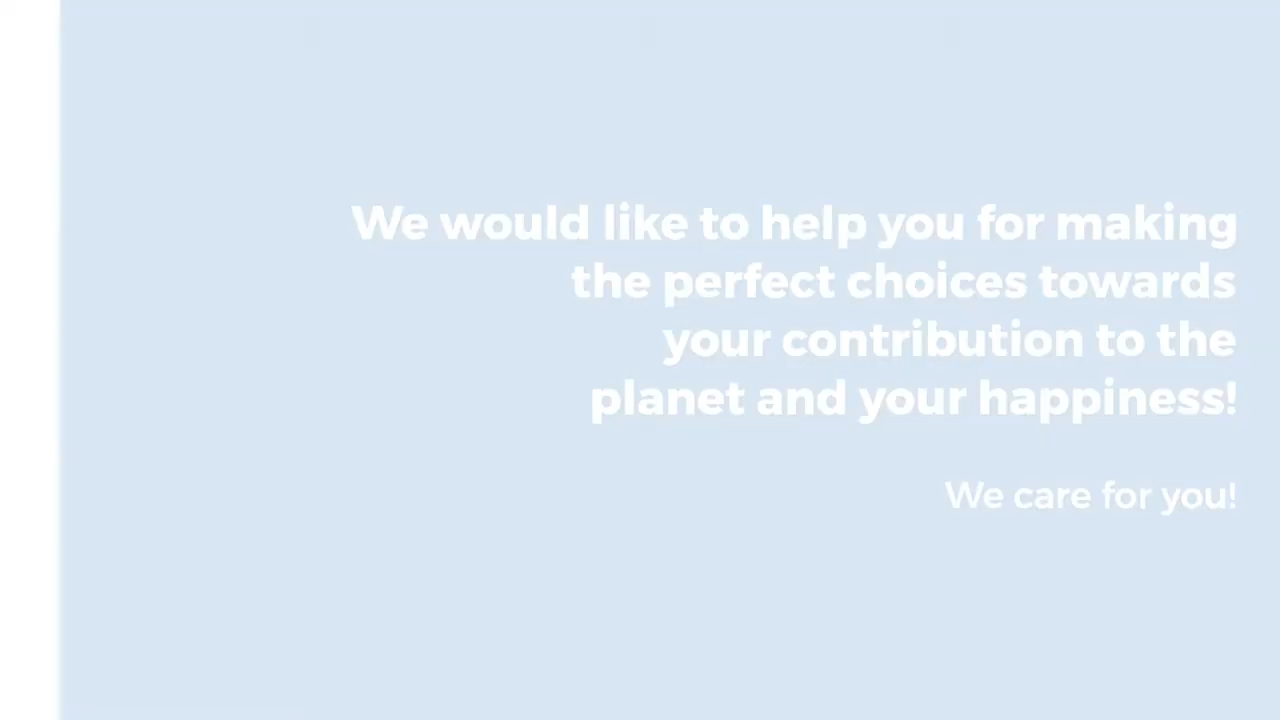 We would like to help you for making
the perfect choices towards
your contribution to the
planet and your happiness!
We care for you!